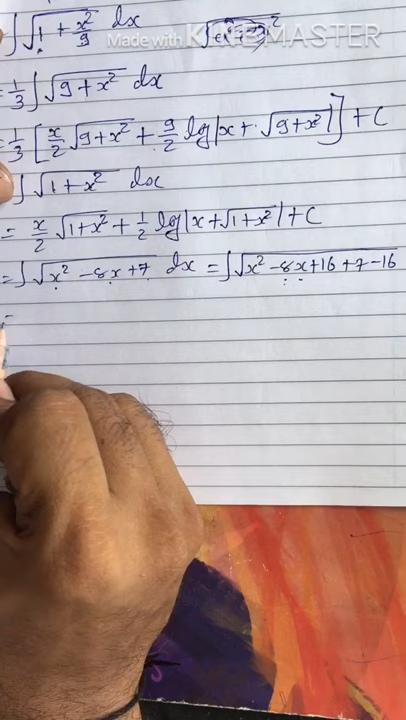 ∫√(1 + x²/9) dx
Made with KINEMASTER
= 1/3 ∫ √(9+x²) dx
= 1/3 [x/2 √(9+x²) + 9/2 log|x + √(9+x²)|] + C
∫ √(1+x²) dx
= x/2 √(1+x²) + 1/2 log|x+√(1+x²)| + C
= ∫√(x² -8x+7) dx = ∫√(x² -8x+16+7-16)
=